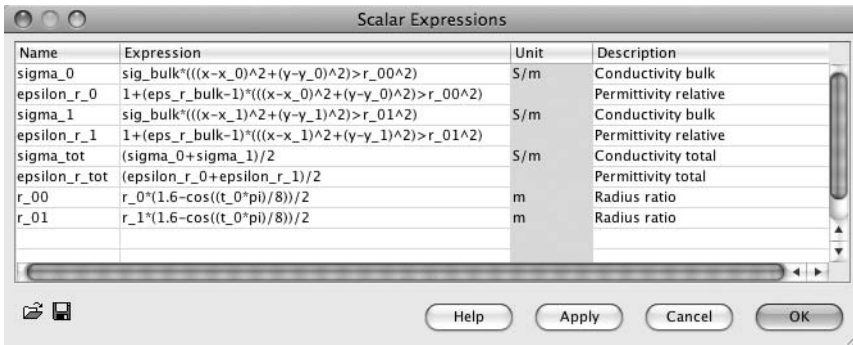 Scalar Expressions
Name Expression Unit Description
sigma_0 sig_bulk*(((x-x_0)^2+(y-y_0)^2)>r_00^2) S/m Conductivity bulk
epsilon_r_0 1+(eps_r_bulk-1)*(((x-x_0)^2+(y-y_0)^2)>r_00^2) Permittivity relative
sigma_1 sig_bulk*(((x-x_1)^2+(y-y_1)^2)>r_01^2) S/m Conductivity bulk
epsilon_r_1 1+(eps_r_bulk-1)*(((x-x_1)^2+(y-y_1)^2)>r_01^2) Permittivity relative
sigma_tot (sigma_0+sigma_1)/2 S/m Conductivity total
epsilon_r_tot (epsilon_r_0+epsilon_r_1)/2 Permittivity total
r_00 r_0*(1.6-cos((t_0*pi)/8))/2 m Radius ratio
r_01 r_1*(1.6-cos((t_0*pi)/8))/2 m Radius ratio
Help Apply Cancel OK